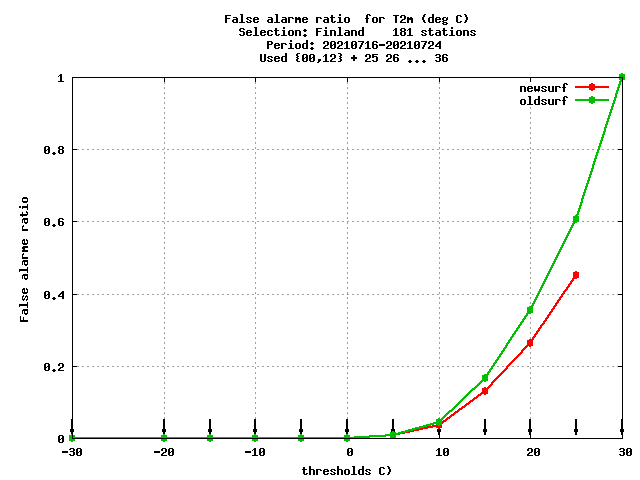 False alarme ratio  for T2m (deg C)
Selection: Finland    181 stations
Period: 20210716-20210724
Used {00,12} + 25 26 ... 36
newsurf
oldsurf
False alarme ratio
1
0.8
0.6
0.4
0.2
0
-30 -20 -10 0 10 20 30
thresholds C)